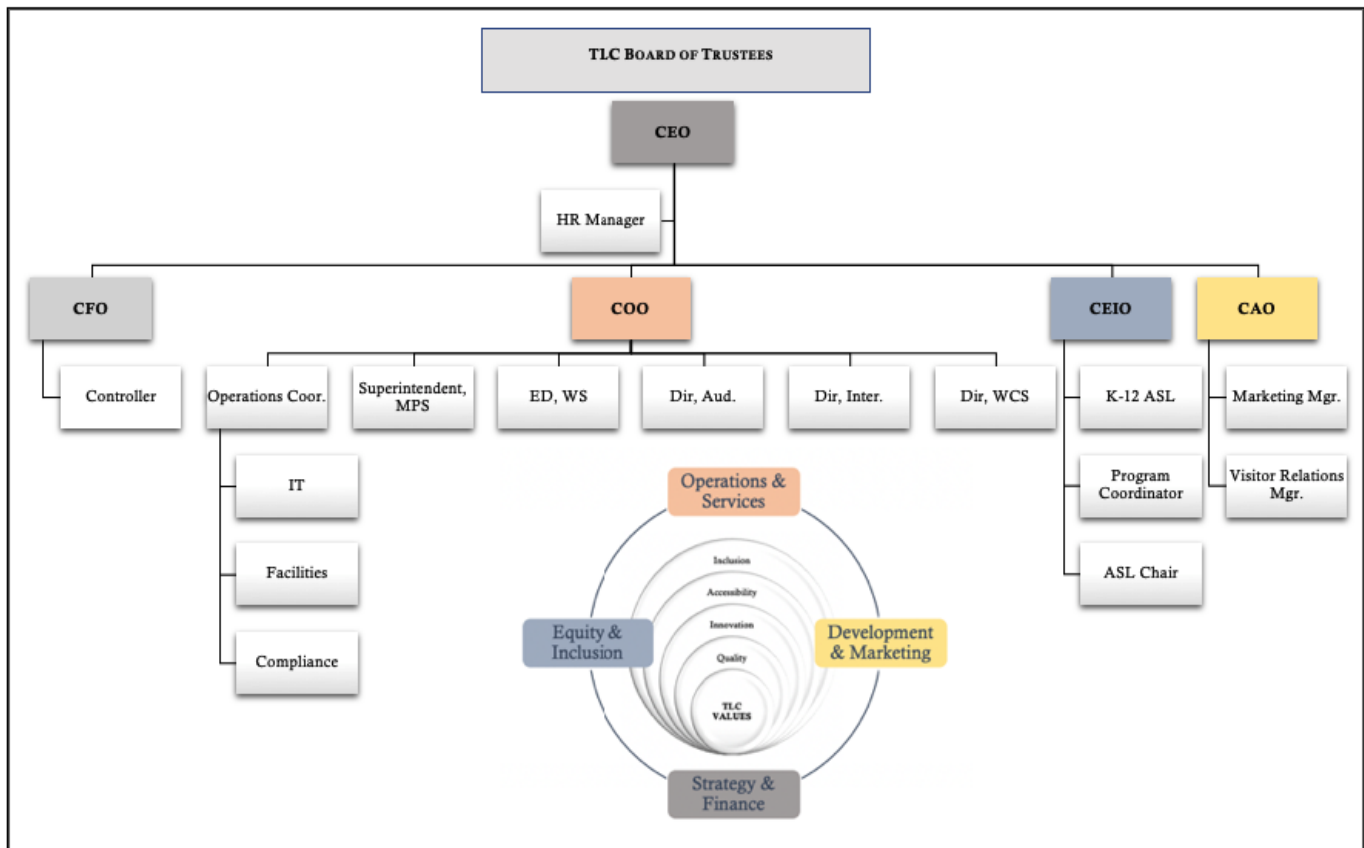 TLC BOARD OF TRUSTEES
CEO
HR Manager
CFO
COO
CEIO
CAO
Controller
Operations Coor.
Superintendent,
MPS
ED, WS
Dir, Aud.
Dir, Inter.
Dir, WCS
K-12 ASL
Marketing Mgr.
IT
Program
Coordinator
Visitor Relations
Mgr.
Facilities
ASL Chair
Compliance
Operations &
Services
Inclusion
Accessibility
Innovation
Quality
TLC
VALUES
Equity &
Inclusion
Development
& Marketing
Strategy &
Finance